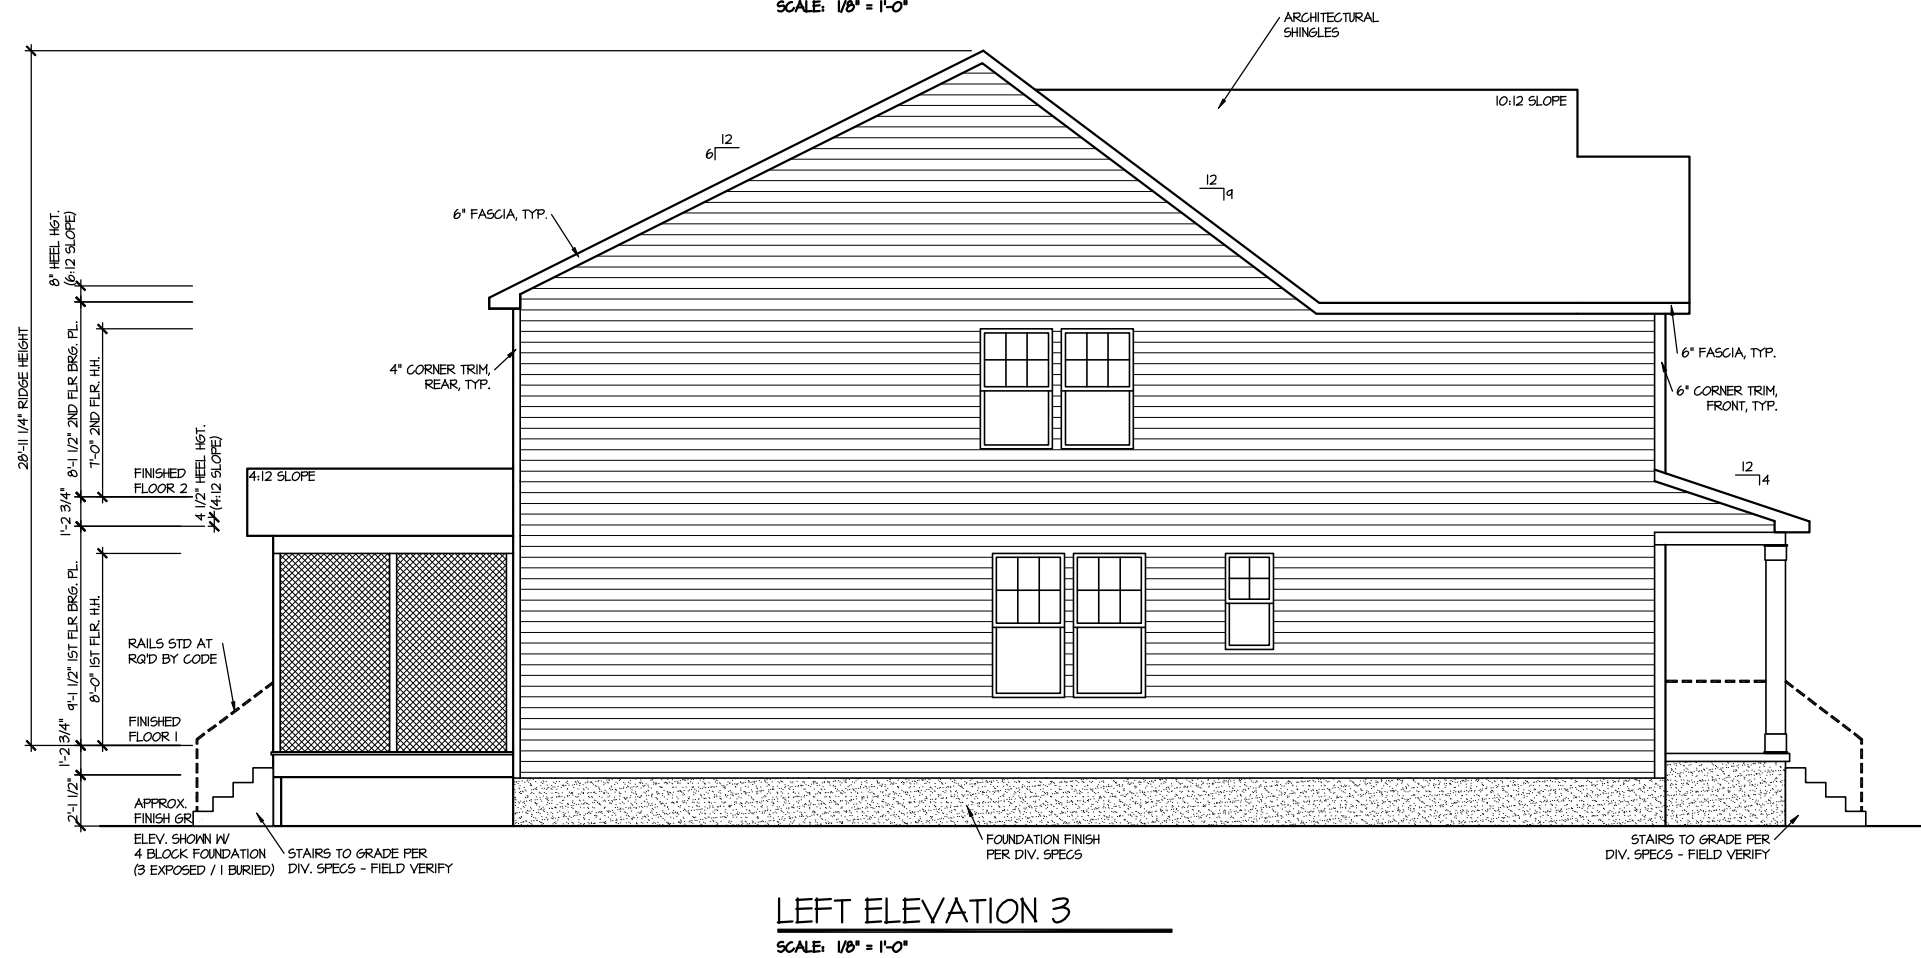 SCALE: 1/8" = 1'-0"
ARCHITECTURAL
SHINGLES
10:12 SLOPE
12
6
12
9
6" FASCIA, TYP.
8" HEEL HGT.
(6:12 SLOPE)
28'-11 1/4" RIDGE HEIGHT
8'-1 1/2" 2ND FLR BRG. PL.
7'-0" 2ND FLR. H.H.
4" CORNER TRIM,
REAR, TYP.
6" FASCIA, TYP.
6" CORNER TRIM,
FRONT, TYP.
FINISHED
FLOOR 2
4 1/2" HEEL HGT.
(4:12 SLOPE)
4:12 SLOPE
12
4
1'-2 3/4"
9'-1 1/2" 1ST FLR BRG. PL.
8'-0" 1ST FLR. H.H.
RAILS STD AT
RQ'D BY CODE
FINISHED
FLOOR 1
1'-2 3/4"
2'-1 1/2"
APPROX.
FINISH GR.
ELEV. SHOWN W/
4 BLOCK FOUNDATION
(3 EXPOSED / 1 BURIED)
STAIRS TO GRADE PER
DIV. SPECS - FIELD VERIFY
FOUNDATION FINISH
PER DIV. SPECS
STAIRS TO GRADE PER
DIV. SPECS - FIELD VERIFY
LEFT ELEVATION 3
SCALE: 1/8" = 1'-0"